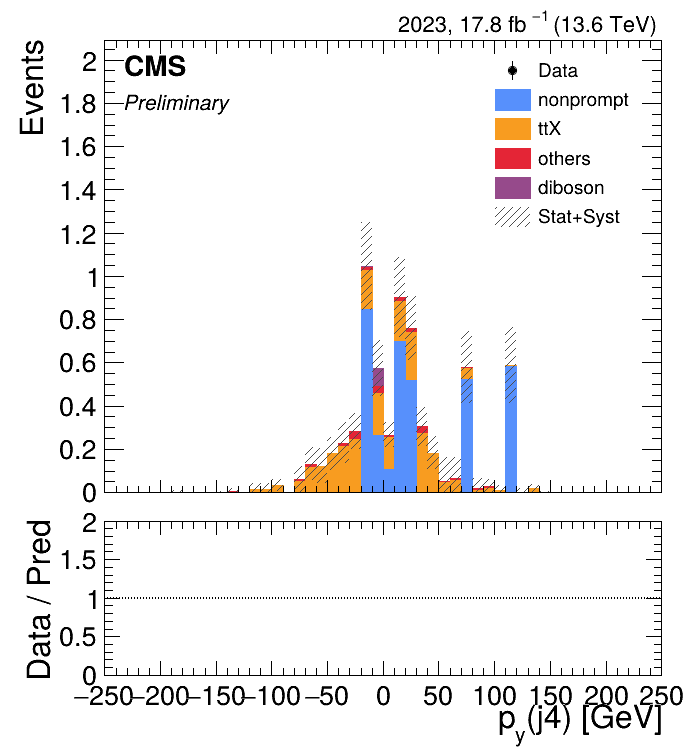 2023, 17.8 fb⁻¹ (13.6 TeV)
CMS
Preliminary
Events
Data
nonprompt
ttX
others
diboson
Stat+Syst
2
1.8
1.6
1.4
1.2
1
0.8
0.6
0.4
0.2
0
Data / Pred
2
1.5
1
0.5
0
−250 −200 −150 −100 −50 0 50 100 150 200 250
p_y(j4) [GeV]